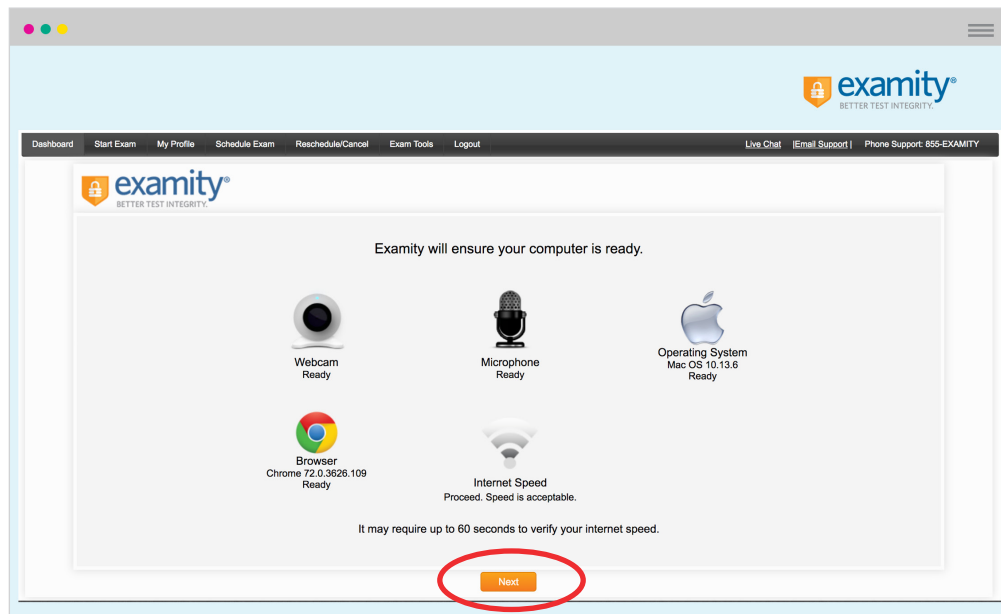 examity®
BETTER TEST INTEGRITY.
Dashboard Start Exam My Profile Schedule Exam Reschedule/Cancel Exam Tools Logout Live Chat |Email Support | Phone Support: 855-EXAMITY
examity®
BETTER TEST INTEGRITY.
Examity will ensure your computer is ready.
Webcam
Ready
Microphone
Ready
Operating System
Mac OS 10.13.6
Ready
Browser
Chrome 72.0.3626.109
Ready
Internet Speed
Proceed. Speed is acceptable.
It may require up to 60 seconds to verify your internet speed.
Next